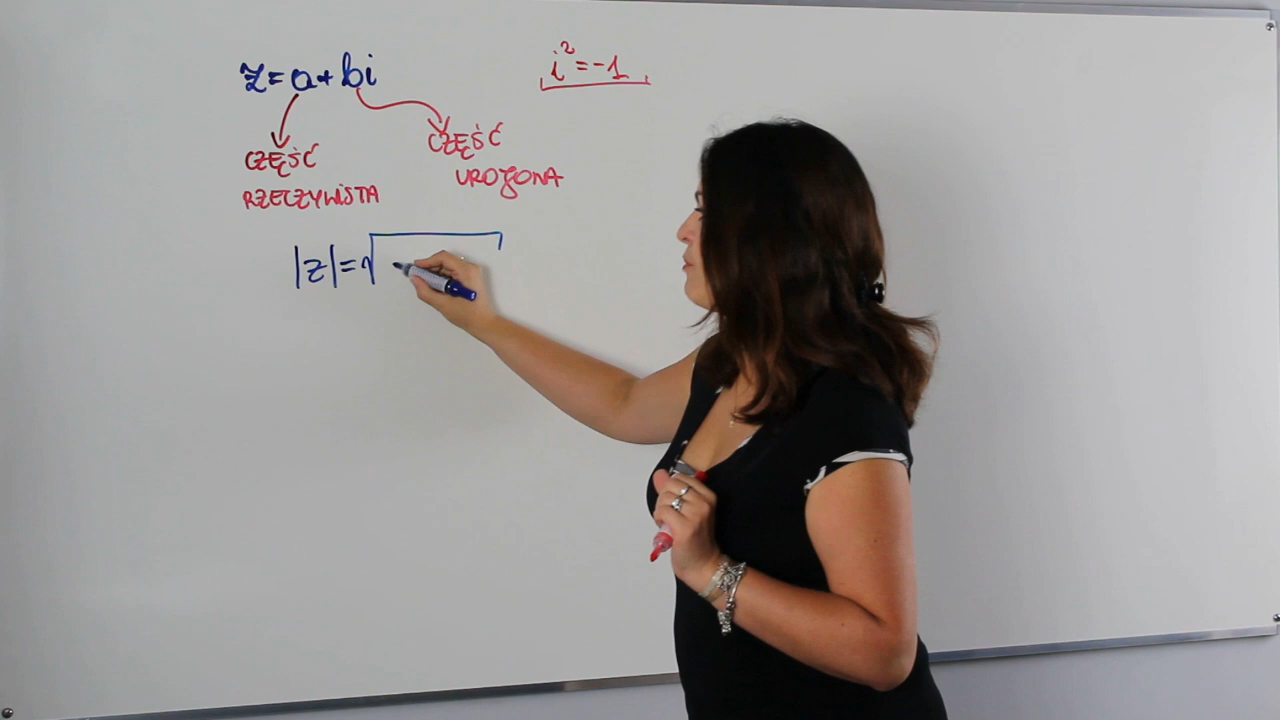 z=a+bi
i²=-1
CZĘŚĆ
RZECZYWISTA
CZĘŚĆ
UROJONA
|z|=√